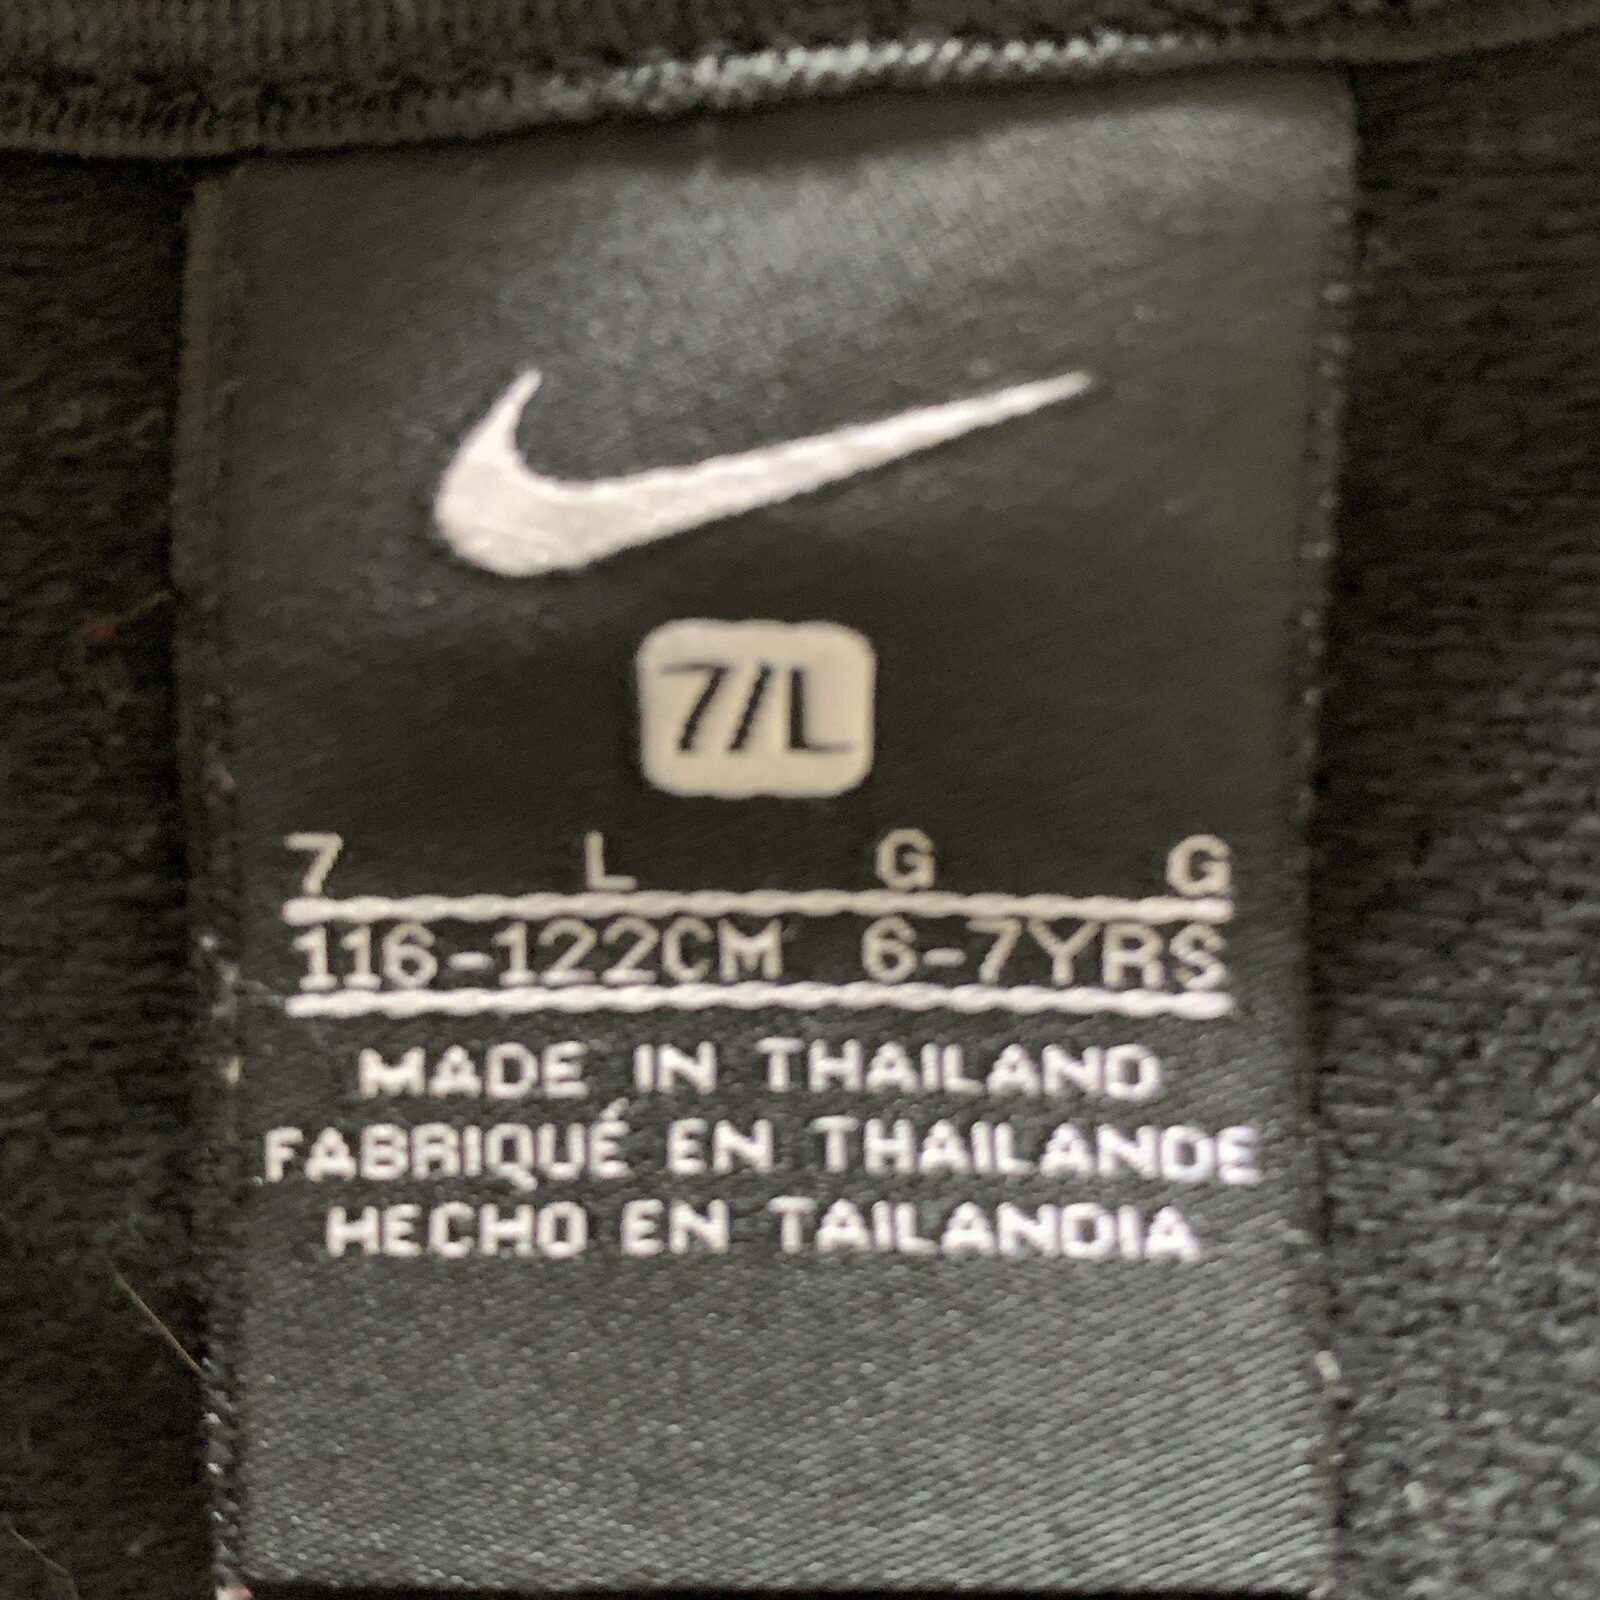 7/L
7 L G G
116-122CM 6-7YRS
MADE IN THAILAND
FABRIQUÉ EN THAILANDE
HECHO EN TAILANDIA